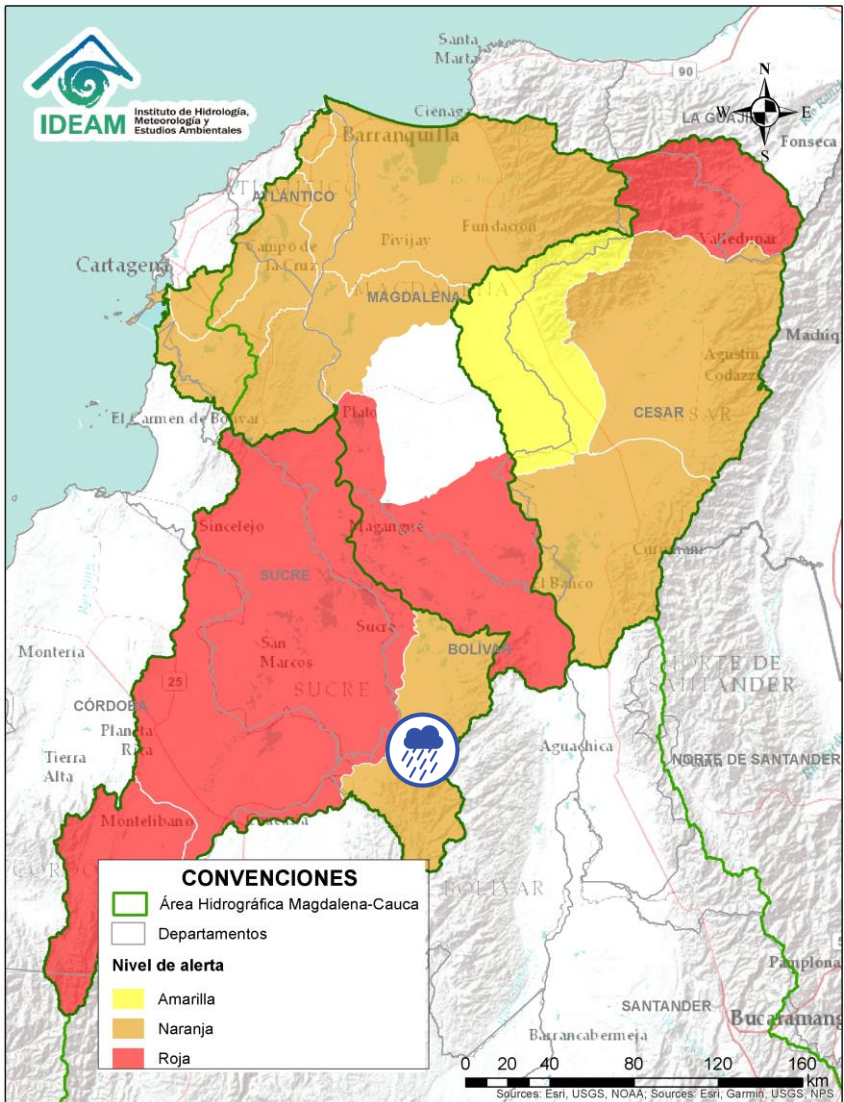 IDEAM
Instituto de Hidrología,
Meteorología y
Estudios Ambientales
Santa
Marta
90
N
W
E
S
LA GUAJIRA
Ciénaga
Barranquilla
Fonseca
ATLÁNTICO
Valledupar
Fundación
Pivijay
Campo de
la Cruz
Cartagena
MAGDALENA
Agustín
Codazzi
El Carmen de Bolívar
Plato
CESAR
Sincelejo
Magangué
SUCRE
El Banco
Sucre
San
Marcos
BOLÍVAR
Montería
SUCRE
NORTE DE
SANTANDER
25
CÓRDOBA
Planeta
Rica
Aguachica
NORTE DE SANTANDER
Tierra
Alta
Montelíbano
BOLÍVAR
CONVENCIONES
Área Hidrográfica Magdalena-Cauca
Departamentos
Nivel de alerta
Amarilla
Naranja
Roja
Pamplona
SANTANDER
Bucaramang
Barrancabermeja
0 20 40 80 120 160
km
Sources: Esri, USGS, NOAA; Sources: Esri, Garmin, USGS, NPS